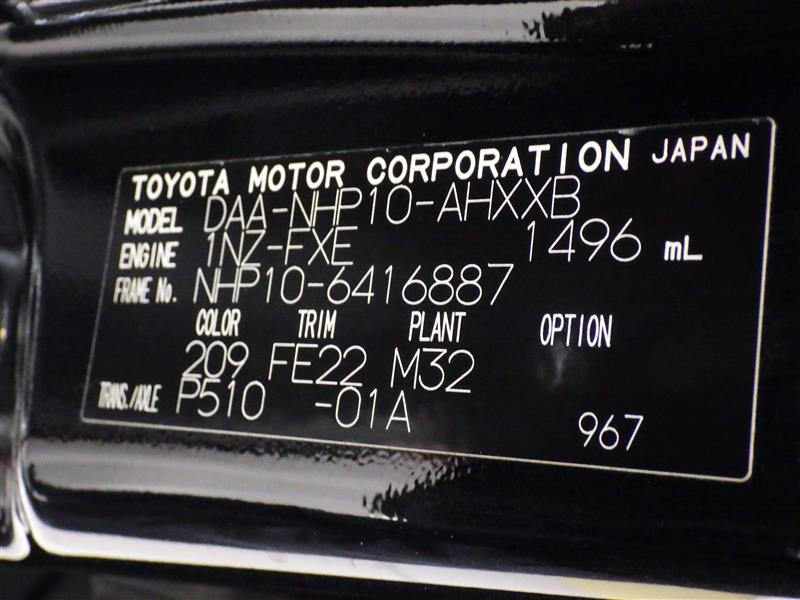 TOYOTA MOTOR CORPORATION JAPAN
MODEL DAA-NHP10-AHXXB
ENGINE 1NZ-FXE 1496 mL
FRAME No. NHP10-6416887
COLOR TRIM PLANT OPTION
209 FE22 M32
TRANS./AXLE P510 -01A
967